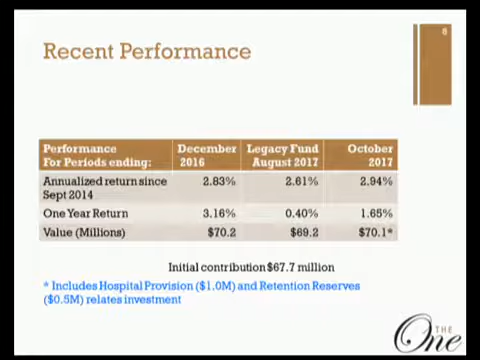 8
Recent Performance
Performance For Periods ending: December 2016 Legacy Fund August 2017 October 2017
Annualized return since Sept 2014 2.83% 2.61% 2.94%
One Year Return 3.16% 0.40% 1.65%
Value (Millions) $70.2 $69.2 $70.1*
Initial contribution $67.7 million
* Includes Hospital Provision ($1.0M) and Retention Reserves
($0.5M) relates investment
THE
One